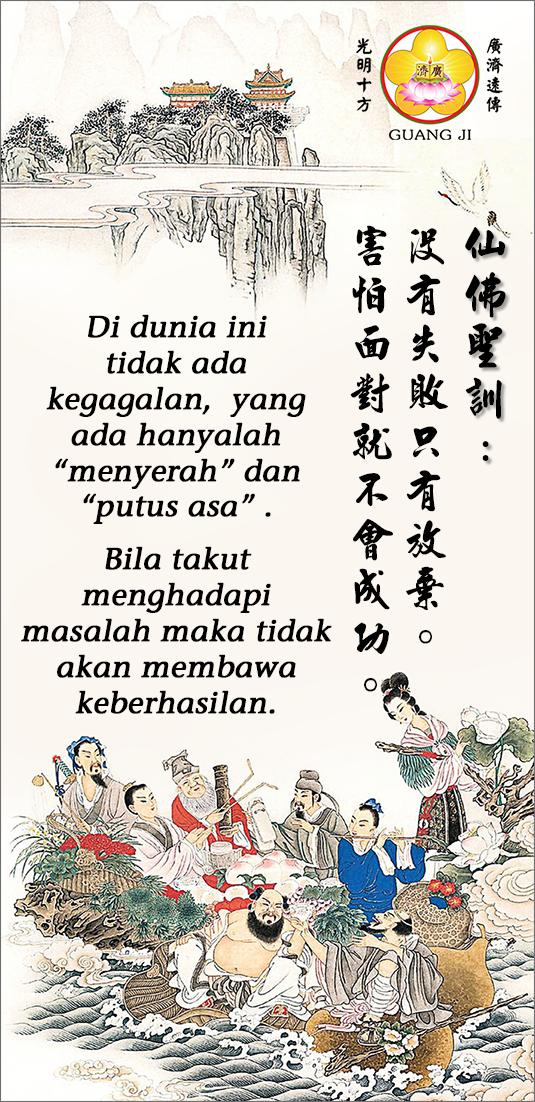 光明十方
廣濟遠傳
廣濟
GUANG JI
仙佛聖訓：
没有失敗只有放棄。
害怕面對就不會成功。
Di dunia ini
tidak ada
kegagalan, yang
ada hanyalah
“menyerah” dan
“putus asa” .
Bila takut
menghadapi
masalah maka tidak
akan membawa
keberhasilan.